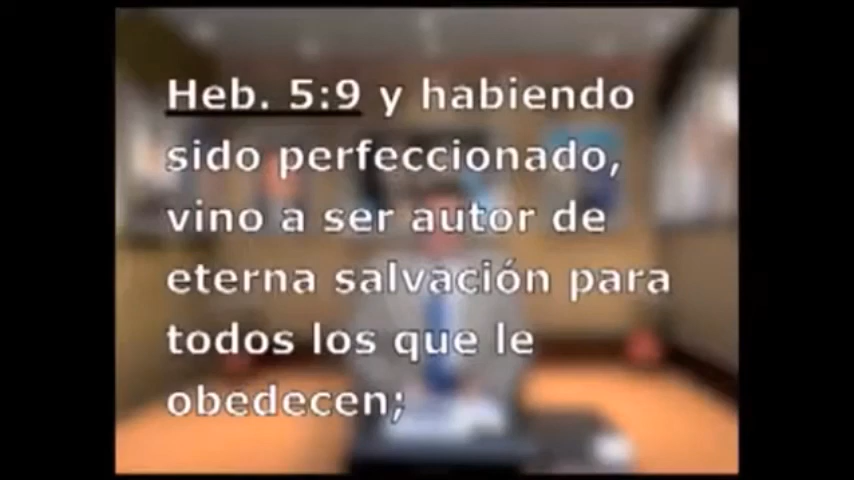 Heb. 5:9 y habiendo
sido perfeccionado,
vino a ser autor de
eterna salvación para
todos los que le
obedecen;